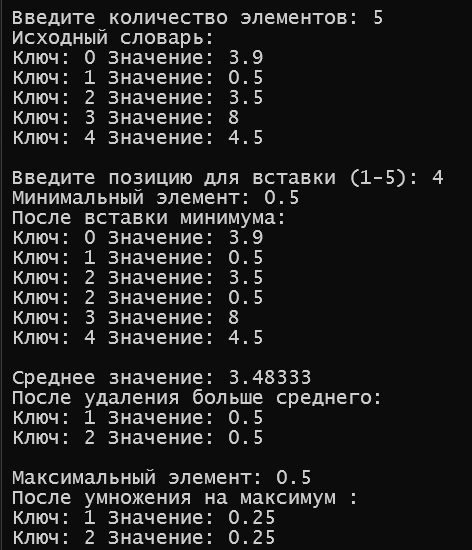 Введите количество элементов: 5
Исходный словарь:
Ключ: 0 Значение: 3.9
Ключ: 1 Значение: 0.5
Ключ: 2 Значение: 3.5
Ключ: 3 Значение: 8
Ключ: 4 Значение: 4.5
Введите позицию для вставки (1-5): 4
Минимальный элемент: 0.5
После вставки минимума:
Ключ: 0 Значение: 3.9
Ключ: 1 Значение: 0.5
Ключ: 2 Значение: 3.5
Ключ: 2 Значение: 0.5
Ключ: 3 Значение: 8
Ключ: 4 Значение: 4.5
Среднее значение: 3.48333
После удаления больше среднего:
Ключ: 1 Значение: 0.5
Ключ: 2 Значение: 0.5
Максимальный элемент: 0.5
После умножения на максимум :
Ключ: 1 Значение: 0.25
Ключ: 2 Значение: 0.25